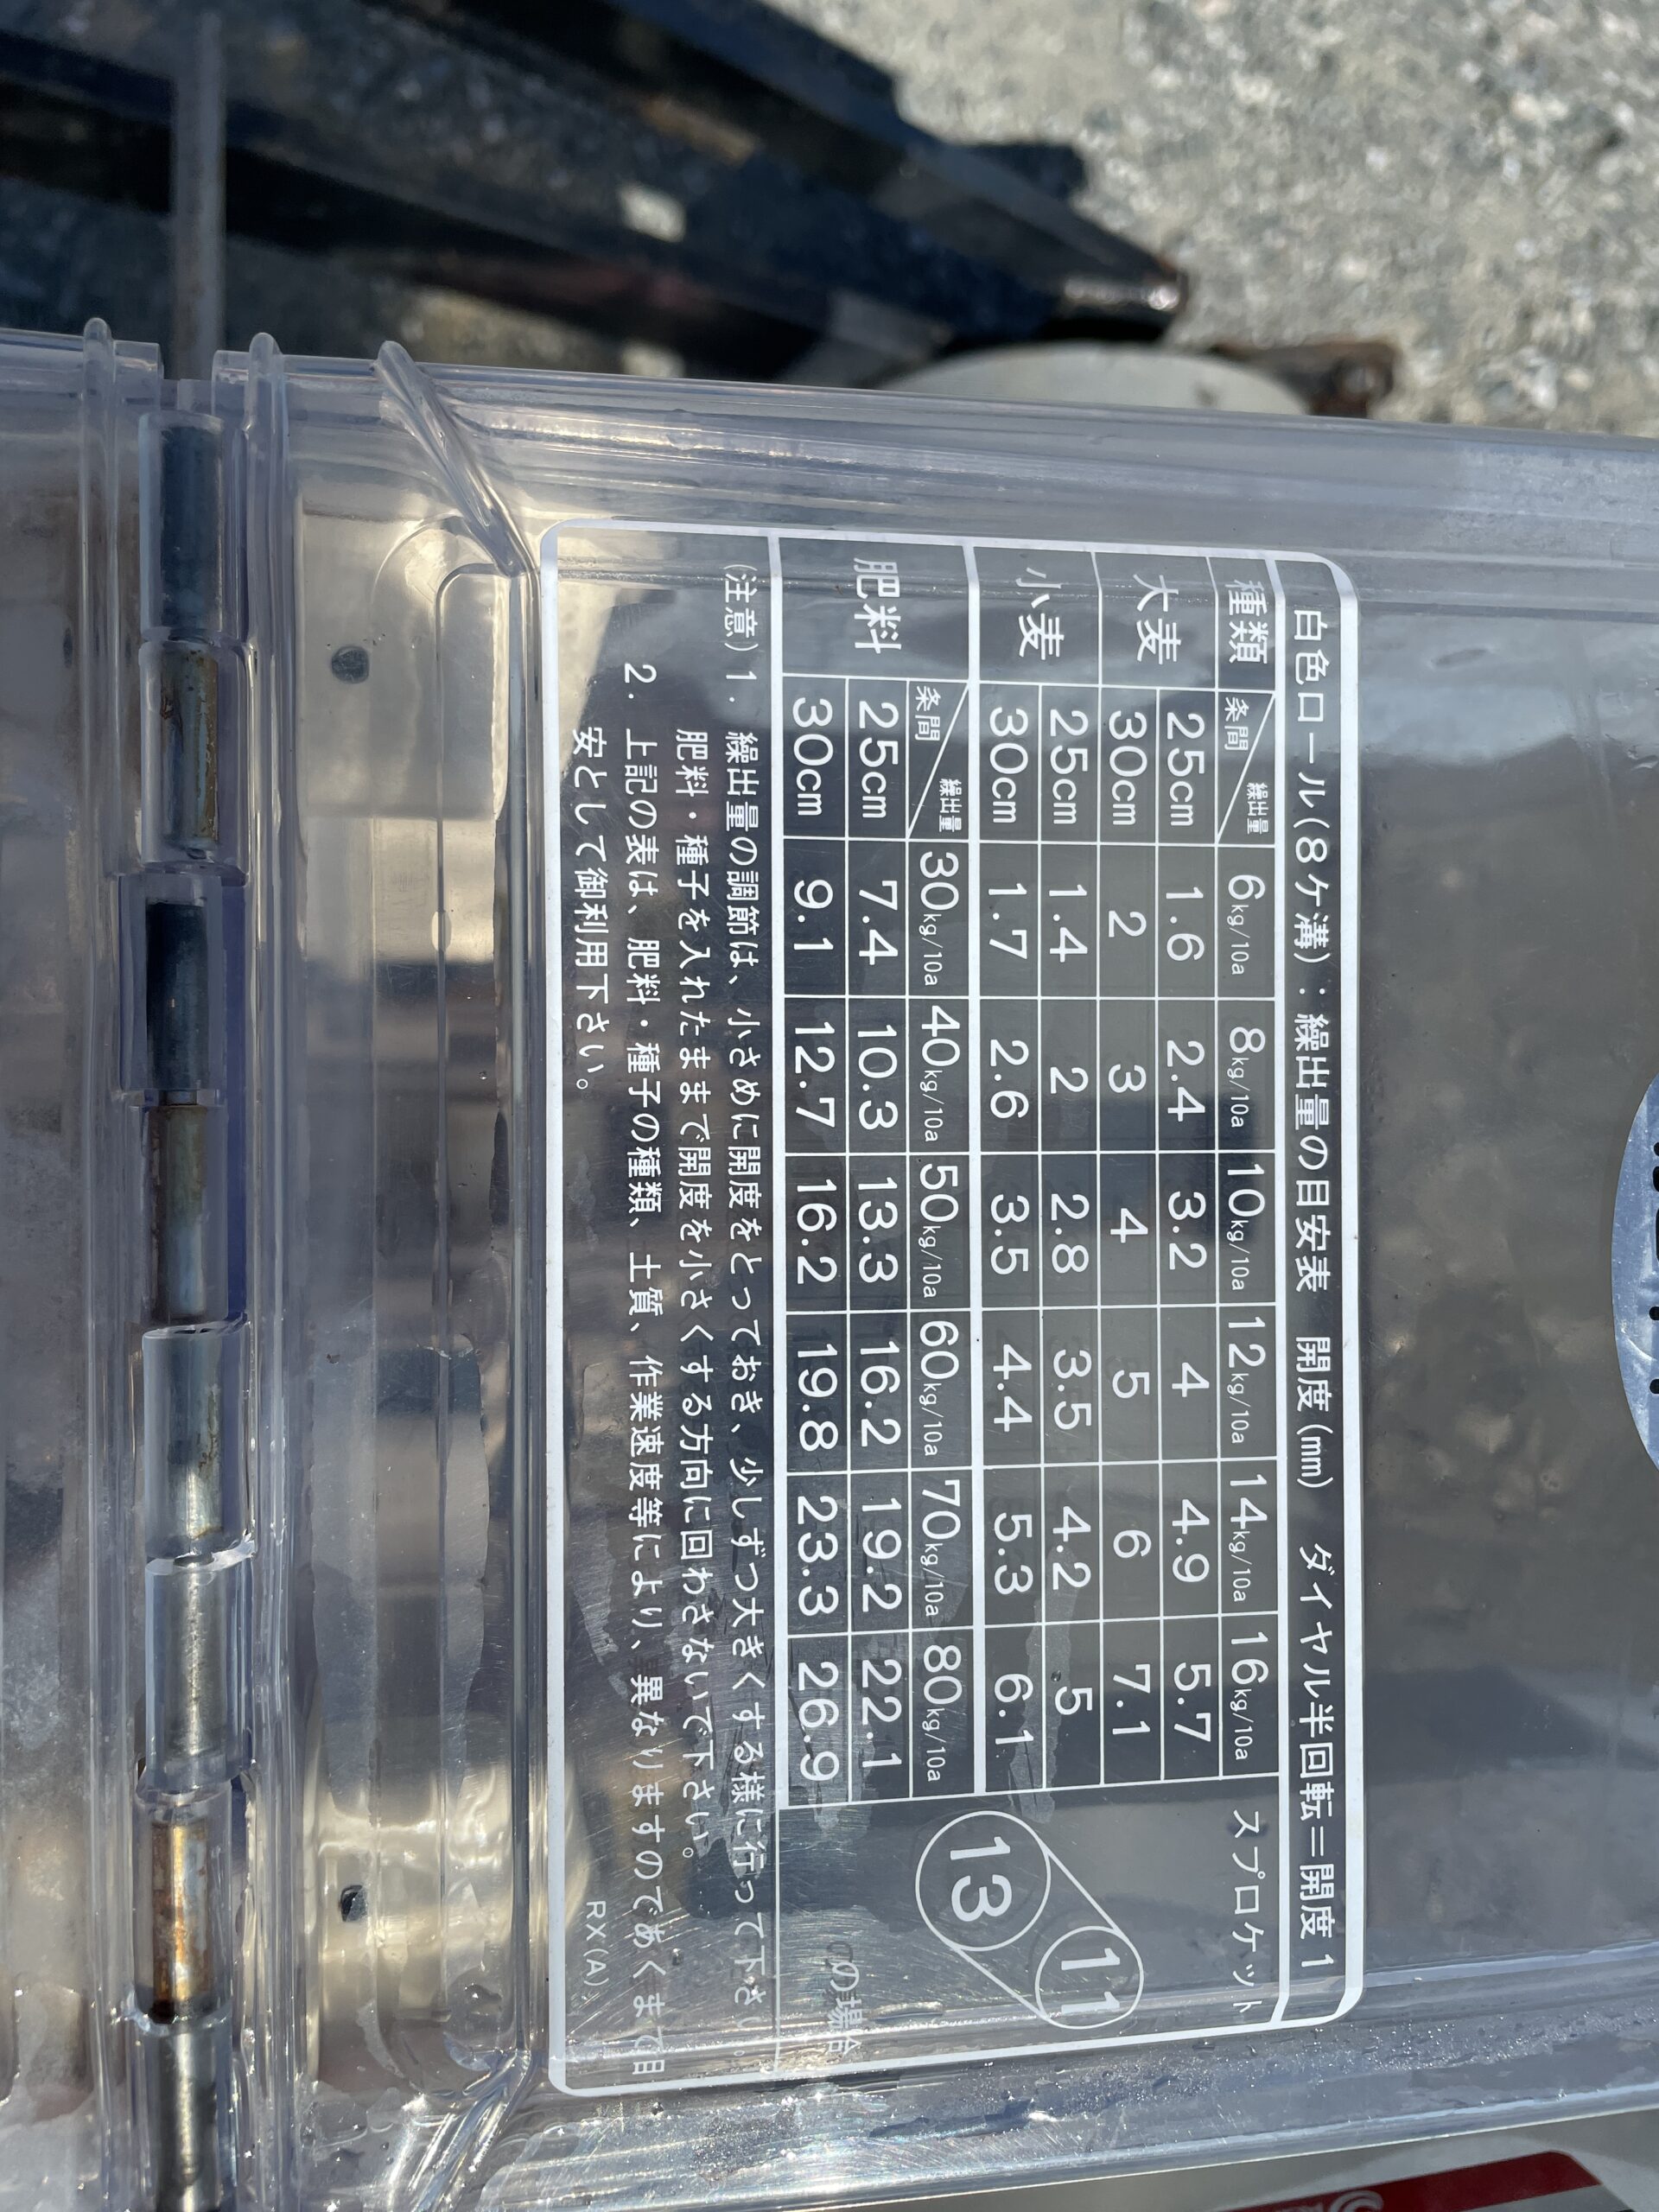 白色ロール(8ケ溝):繰出量の目安表　開度(㎜)　ダイヤル半回転＝開度1
種類 条間 繰出量 6kg/10a 8kg/10a 10kg/10a 12kg/10a 14kg/10a 16kg/10a スプロケット
大麦 25cm 1.6 2.4 3.2 4 4.9 5.7
30cm 2 3 4 5 6 7.1
小麦 25cm 1.4 2 2.8 3.5 4.2 5
30cm 1.7 2.6 3.5 4.4 5.3 6.1
肥料 条間 繰出量 30kg/10a 40kg/10a 50kg/10a 60kg/10a 70kg/10a 80kg/10a
25cm 7.4 10.3 13.3 16.2 19.2 22.1
30cm 9.1 12.7 16.2 19.8 23.3 26.9
11
13
の場合
(注意) 1. 繰出量の調節は、小さめに開度をとっておき、少しずつ大きくする様に行って下さい。
肥料・種子を入れたままで開度を小さくする方向に回わさないで下さい。
2. 上記の表は、肥料・種子の種類、土質、作業速度等により、異なりますのであくまで目
安として御利用下さい。
RX(A)